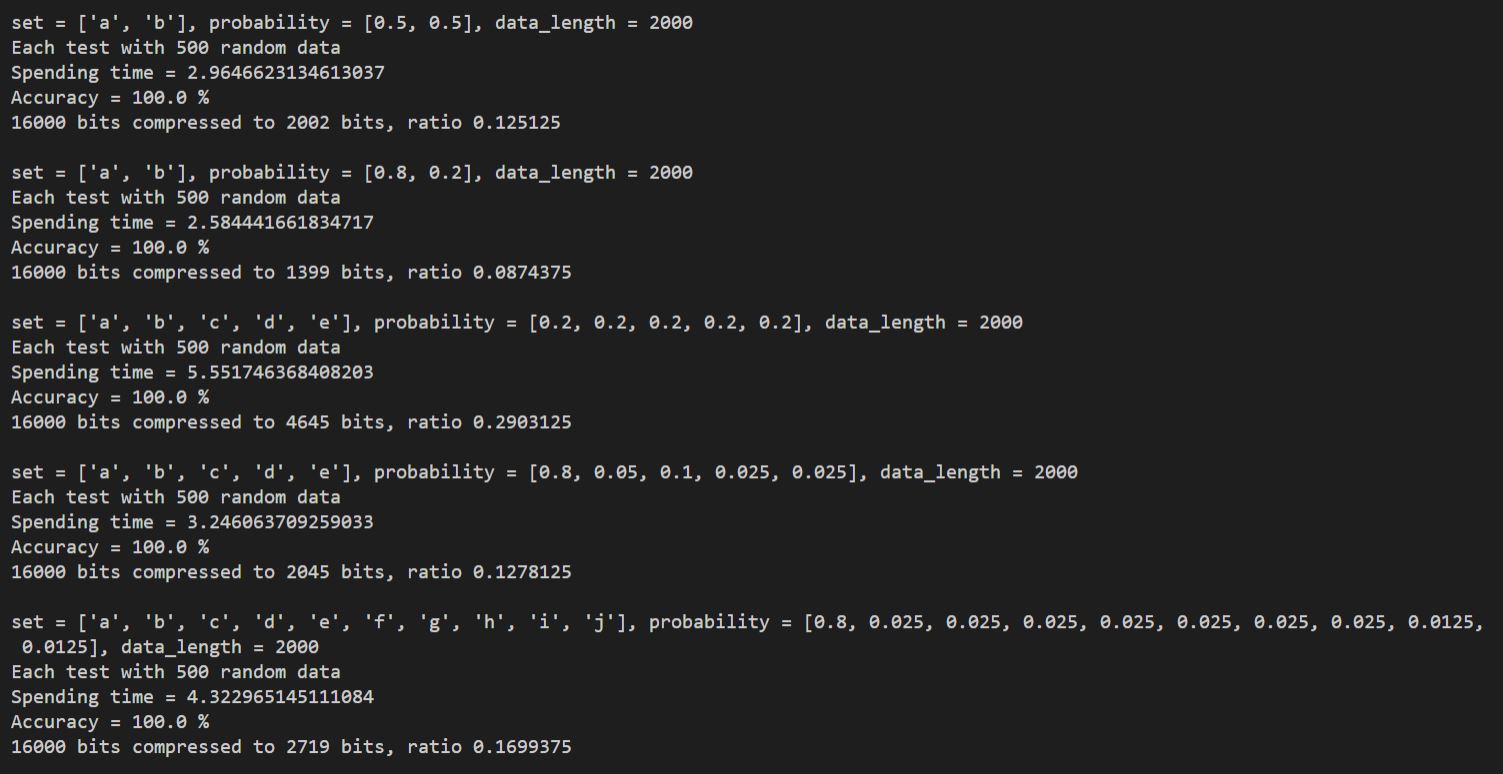 set = ['a', 'b'], probability = [0.5, 0.5], data_length = 2000
Each test with 500 random data
Spending time = 2.9646623134613037
Accuracy = 100.0 %
16000 bits compressed to 2002 bits, ratio 0.125125
set = ['a', 'b'], probability = [0.8, 0.2], data_length = 2000
Each test with 500 random data
Spending time = 2.584441661834717
Accuracy = 100.0 %
16000 bits compressed to 1399 bits, ratio 0.0874375
set = ['a', 'b', 'c', 'd', 'e'], probability = [0.2, 0.2, 0.2, 0.2, 0.2], data_length = 2000
Each test with 500 random data
Spending time = 5.551746368408203
Accuracy = 100.0 %
16000 bits compressed to 4645 bits, ratio 0.2903125
set = ['a', 'b', 'c', 'd', 'e'], probability = [0.8, 0.05, 0.1, 0.025, 0.025], data_length = 2000
Each test with 500 random data
Spending time = 3.246063709259033
Accuracy = 100.0 %
16000 bits compressed to 2045 bits, ratio 0.1278125
set = ['a', 'b', 'c', 'd', 'e', 'f', 'g', 'h', 'i', 'j'], probability = [0.8, 0.025, 0.025, 0.025, 0.025, 0.025, 0.025, 0.025, 0.0125,
0.0125], data_length = 2000
Each test with 500 random data
Spending time = 4.322965145111084
Accuracy = 100.0 %
16000 bits compressed to 2719 bits, ratio 0.1699375